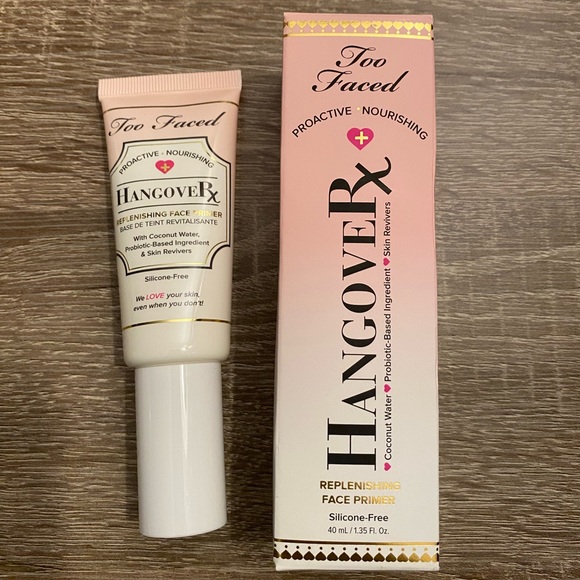 Too Faced
PROACTIVE • NOURISHING
HANGOVERX
REPLENISHING FACE PRIMER
BASE DE TEINT REVITALISANTE
With Coconut Water,
Probiotic-Based Ingredient
& Skin Revivers
Silicone-Free
We LOVE your skin,
even when you don't!
Too
Faced
PROACTIVE • NOURISHING
HANGOVERX
Coconut Water ♥ Probiotic-Based Ingredient ♥ Skin Revivers
REPLENISHING
FACE PRIMER
Silicone-Free
40 mL / 1.35 Fl. Oz.